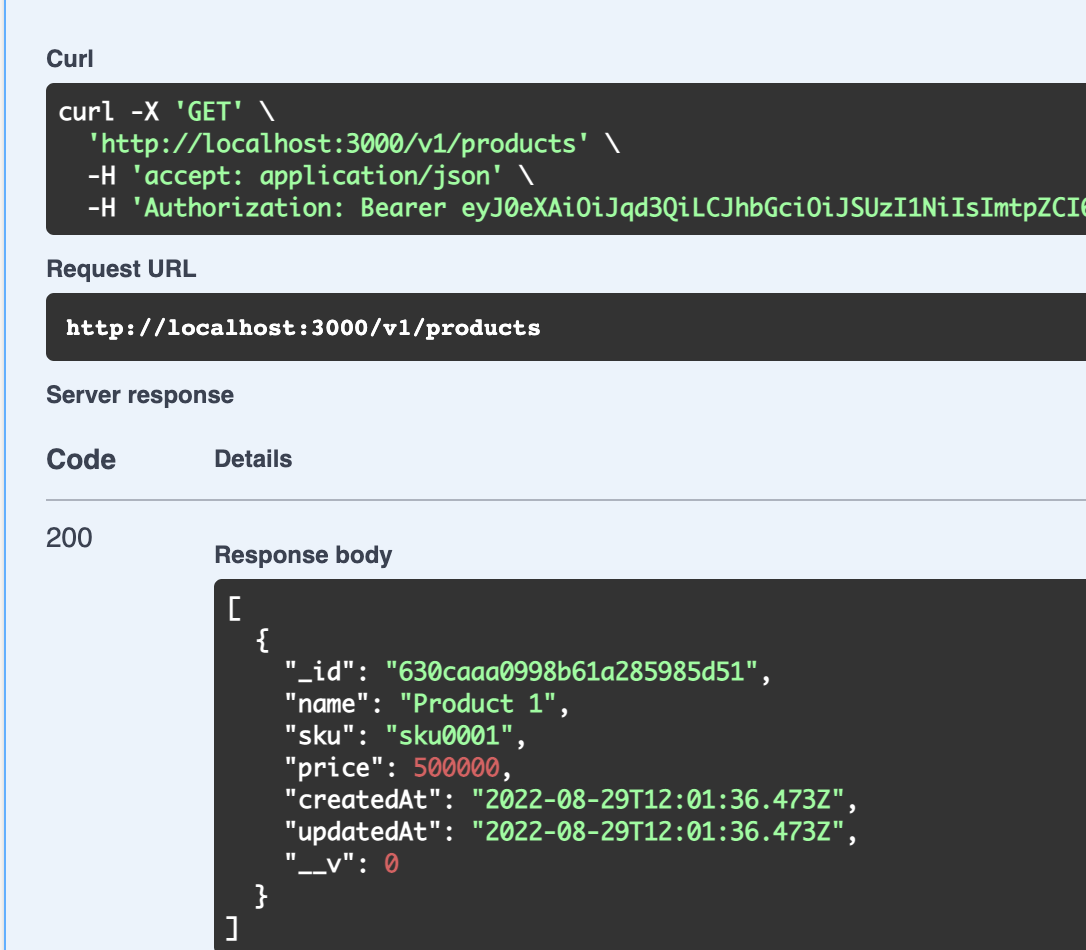 Curl
curl -X 'GET' \
'http://localhost:3000/v1/products' \
-H 'accept: application/json' \
-H 'Authorization: Bearer eyJ0eXAiOiJqd3QiLCJhbGciOiJSUzI1NiIsImtpZCI6
Request URL
http://localhost:3000/v1/products
Server response
Code Details
200
Response body
[
{
"_id": "630caaa0998b61a285985d51",
"name": "Product 1",
"sku": "sku0001",
"price": 500000,
"createdAt": "2022-08-29T12:01:36.473Z",
"updatedAt": "2022-08-29T12:01:36.473Z",
"__v": 0
}
]